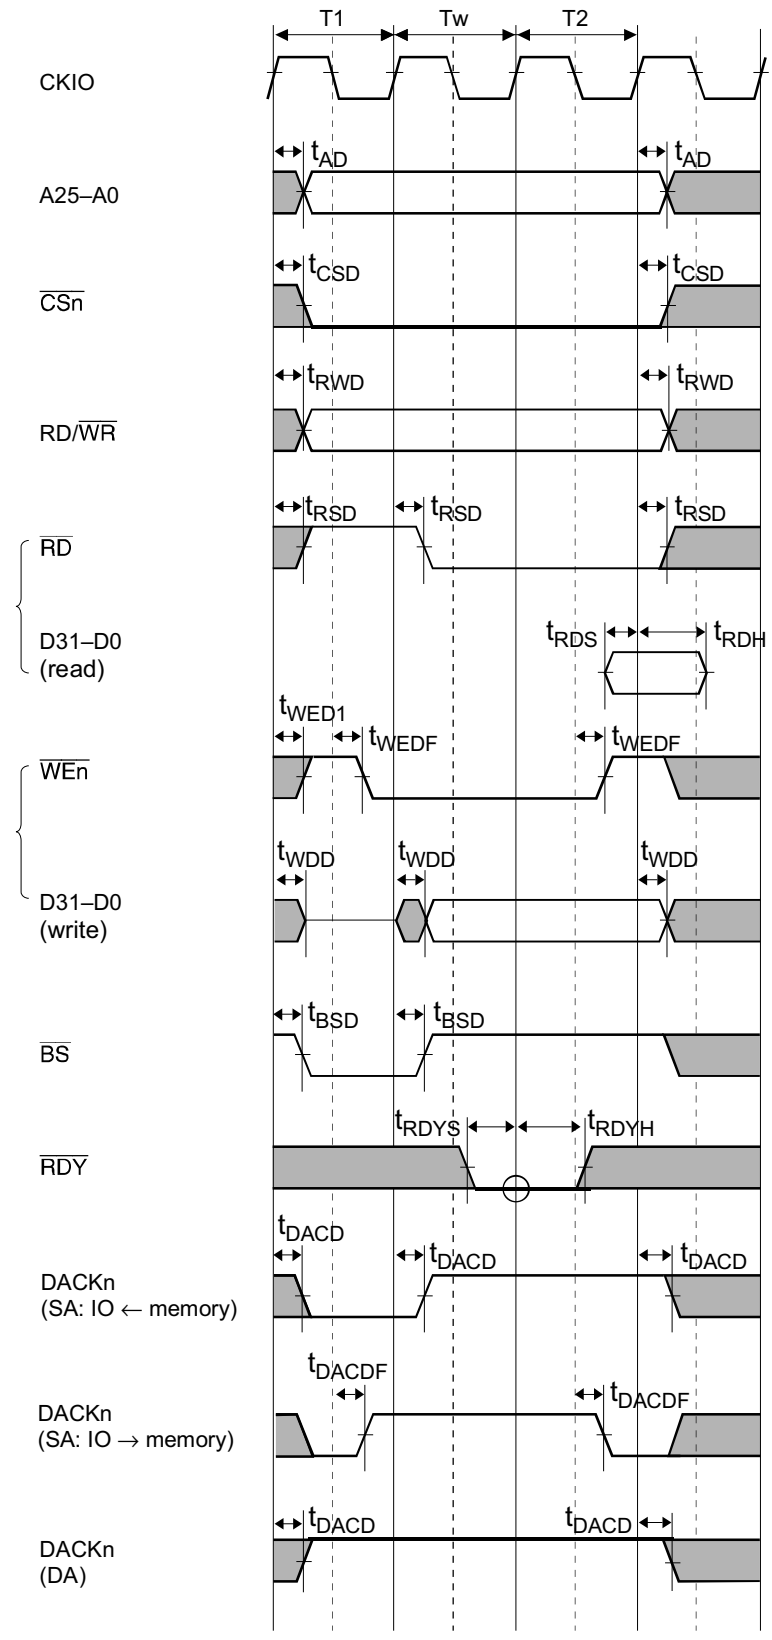 T1 Tw T2
CKIO
tAD tAD
A25–A0
tCSD tCSD
CSn
tRWD tRWD
RD/WR
tRSD tRSD tRSD
RD
tRDS tRDH
D31–D0
(read)
tWED1
tWEDF tWEDF
WEn
tWDD tWDD tWDD
D31–D0
(write)
tBSD tBSD
BS
tRDYS tRDYH
RDY
tDACD
tDACD tDACD
DACKn
(SA: IO ← memory)
tDACDF
tDACDF
DACKn
(SA: IO → memory)
tDACD tDACD
DACKn
(DA)